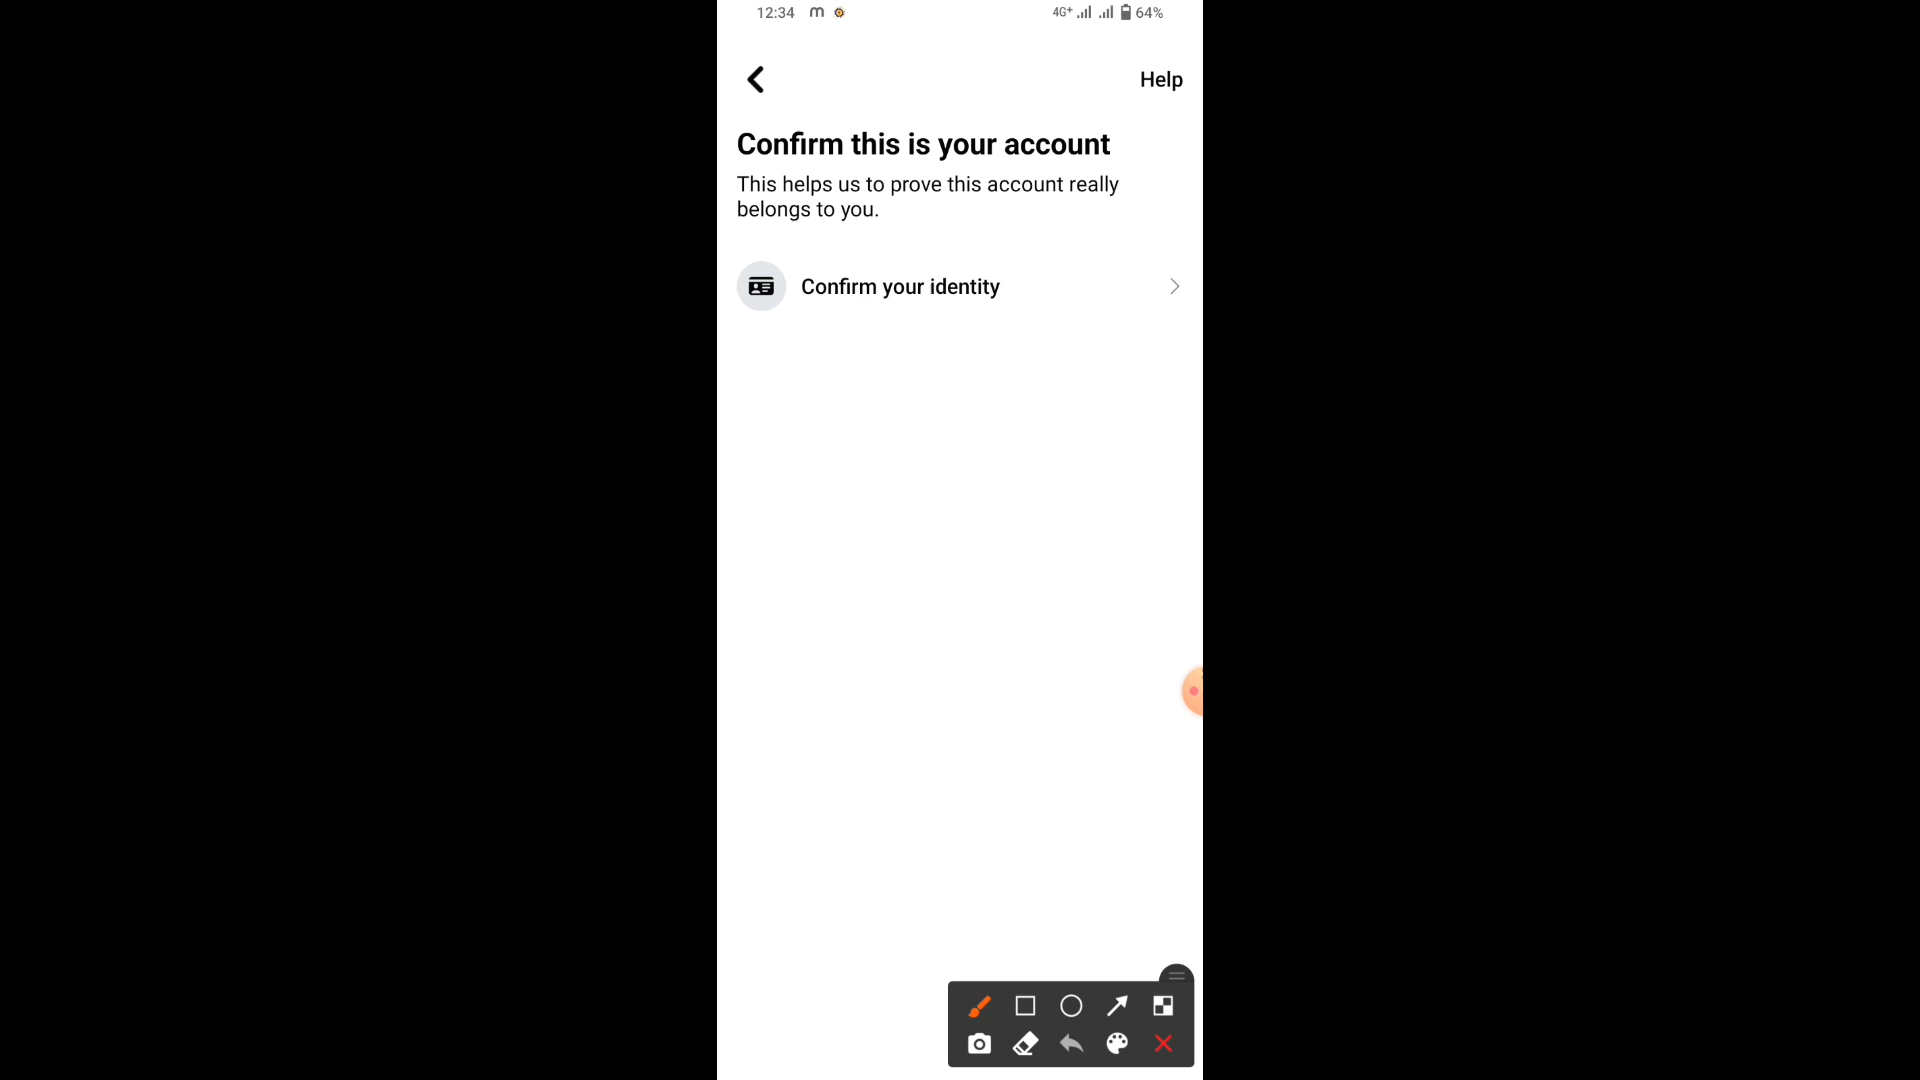 12:34 m 4G+ 64%
Help
Confirm this is your account
This helps us to prove this account really
belongs to you.
Confirm your identity